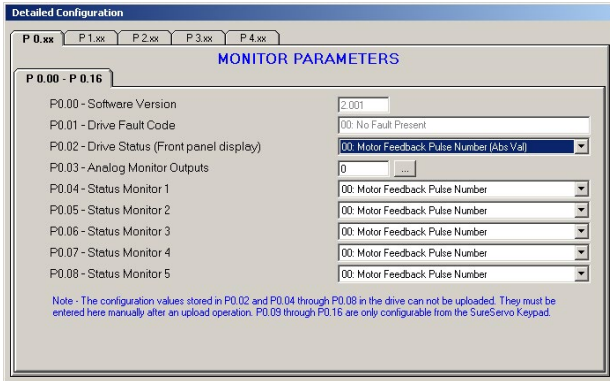 Detailed Configuration
P 0.xx P 1.xx P 2.xx P 3.xx P 4.xx
MONITOR PARAMETERS
P 0.00 - P 0.16
P0.00 - Software Version 2.001
P0.01 - Drive Fault Code 00: No Fault Present
P0.02 - Drive Status (Front panel display) 00: Motor Feedback Pulse Number (Abs Val)
P0.03 - Analog Monitor Outputs 0 ...
P0.04 - Status Monitor 1 00: Motor Feedback Pulse Number
P0.05 - Status Monitor 2 00: Motor Feedback Pulse Number
P0.06 - Status Monitor 3 00: Motor Feedback Pulse Number
P0.07 - Status Monitor 4 00: Motor Feedback Pulse Number
P0.08 - Status Monitor 5 00: Motor Feedback Pulse Number
Note - The configuration values stored in P0.02 and P0.04 through P0.08 in the drive can not be uploaded. They must be
entered here manually after an upload operation. P0.09 through P0.16 are only configurable from the SureServo Keypad.